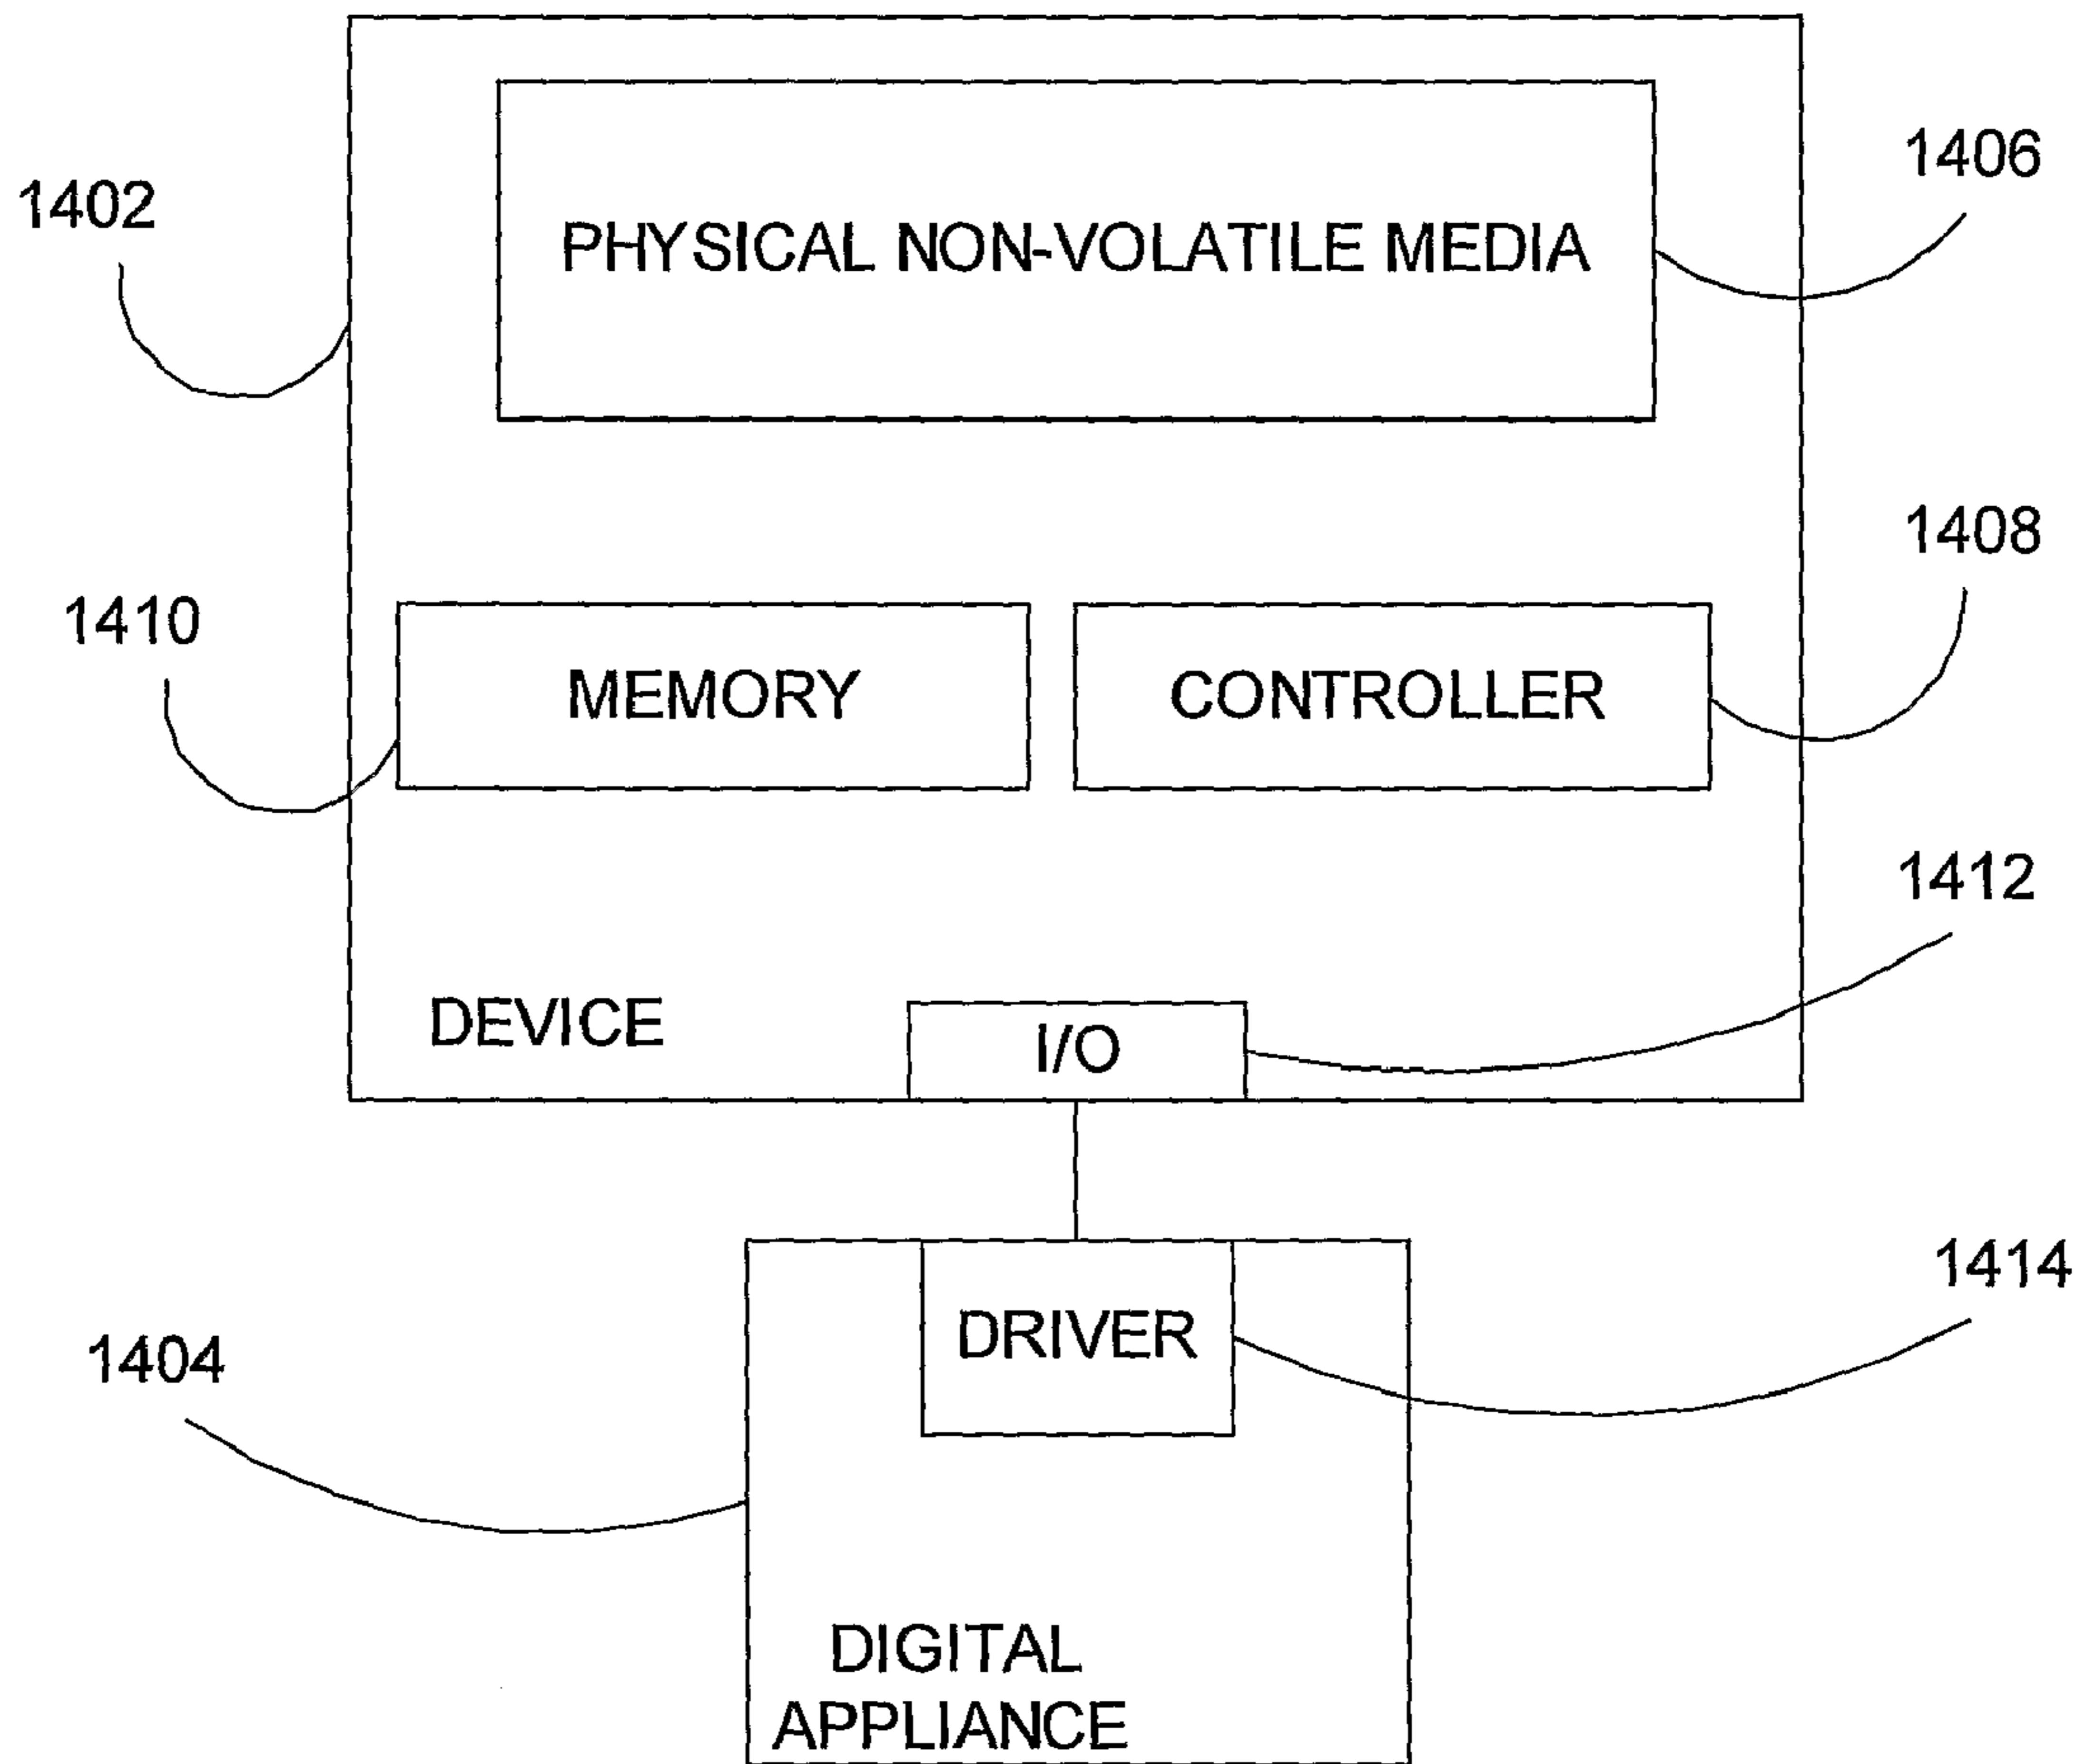 1402
PHYSICAL NON-VOLATILE MEDIA
1406
1410
MEMORY
CONTROLLER
1408
1412
DEVICE
I/O
1404
DRIVER
1414
DIGITAL
APPLIANCE